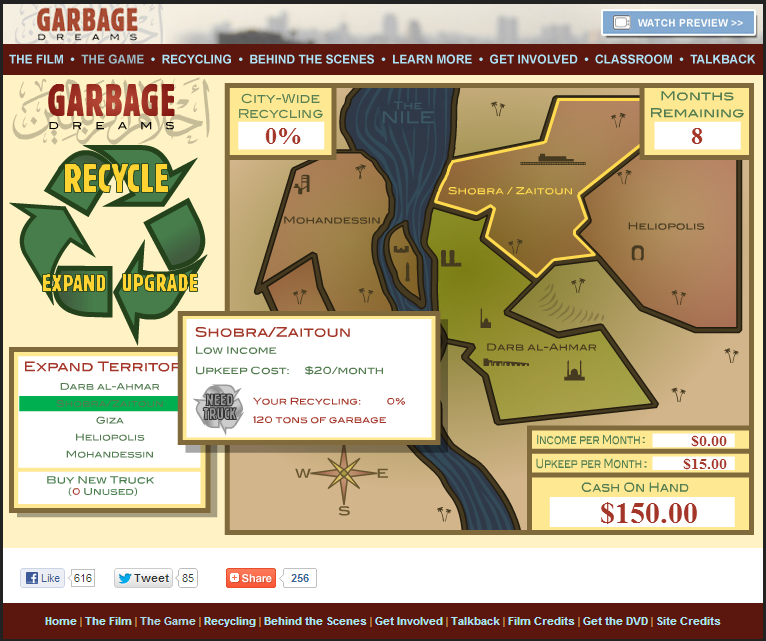 GARBAGE
DREAMS
WATCH PREVIEW >>
THE FILM • THE GAME • RECYCLING • BEHIND THE SCENES • LEARN MORE • GET INVOLVED • CLASSROOM • TALKBACK
GARBAGE
DREAMS
RECYCLE
EXPAND
UPGRADE
CITY-WIDE
RECYCLING
0%
THE
NILE
MONTHS
REMAINING
8
SHOBRA / ZAITOUN
MOHANDESSIN
HELIOPOLIS
DARB AL-AHMAR
SHOBRA/ZAITOUN
LOW INCOME
UPKEEP COST: $20/MONTH
NEED
TRUCK
YOUR RECYCLING: 0%
120 TONS OF GARBAGE
EXPAND TERRITOR
DARB AL-AHMAR
SHOBRA/ZAITOUN
GIZA
HELIOPOLIS
MOHANDESSIN
BUY NEW TRUCK
(0 UNUSED)
W E
S
INCOME PER MONTH: $0.00
UPKEEP PER MONTH: $15.00
CASH ON HAND
$150.00
Like 616
Tweet 85
Share 256
Home | The Film | The Game | Recycling | Behind the Scenes | Get Involved | Talkback | Film Credits | Get the DVD | Site Credits